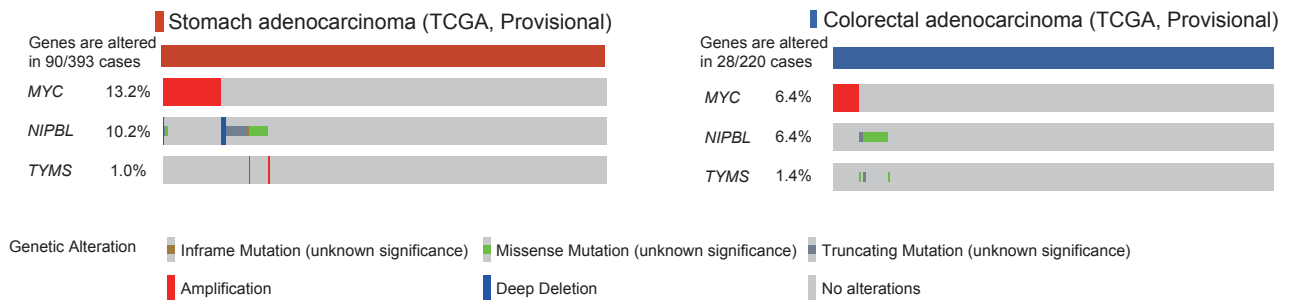 Stomach adenocarcinoma (TCGA, Provisional)
Genes are altered
in 90/393 cases
MYC 13.2%
NIPBL 10.2%
TYMS 1.0%
Colorectal adenocarcinoma (TCGA, Provisional)
Genes are altered
in 28/220 cases
MYC 6.4%
NIPBL 6.4%
TYMS 1.4%
Genetic Alteration
Inframe Mutation (unknown significance)
Missense Mutation (unknown significance)
Truncating Mutation (unknown significance)
Amplification
Deep Deletion
No alterations